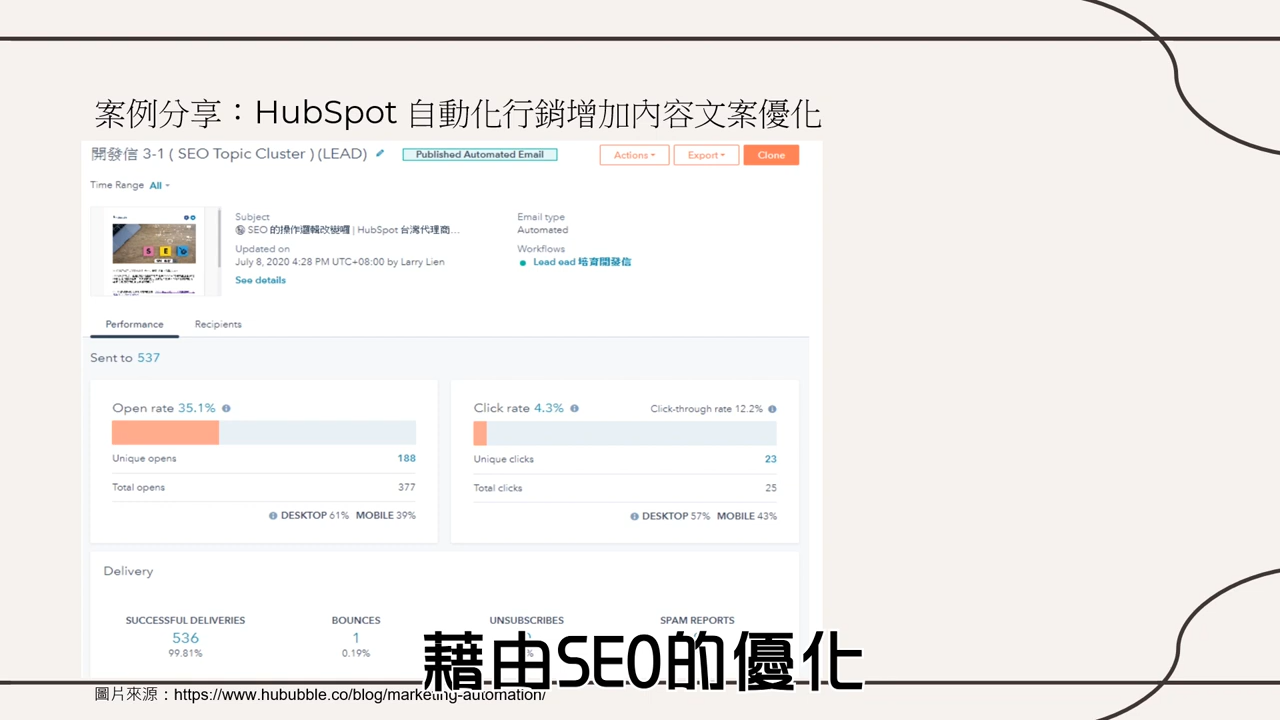 案例分享：HubSpot 自動化行銷增加內容文案優化
開發信 3-1 ( SEO Topic Cluster ) (LEAD)
Published Automated Email
Actions
Export
Clone
Time Range All
Subject
SEO 的操作邏輯改變囉 | HubSpot 台灣代理商...
Updated on
July 8, 2020 4:28 PM UTC+08:00 by Larry Lien
See details
Email type
Automated
Workflows
Lead ead 培育開發信
Performance
Recipients
Sent to 537
Open rate 35.1%
Unique opens 188
Total opens 377
DESKTOP 61% MOBILE 39%
Click rate 4.3%
Click-through rate 12.2%
Unique clicks 23
Total clicks 25
DESKTOP 57% MOBILE 43%
Delivery
SUCCESSFUL DELIVERIES
536
99.81%
BOUNCES
1
0.19%
UNSUBSCRIBES
SPAM REPORTS
藉由SEO的優化
圖片來源：https://www.hububble.co/blog/marketing-automation/